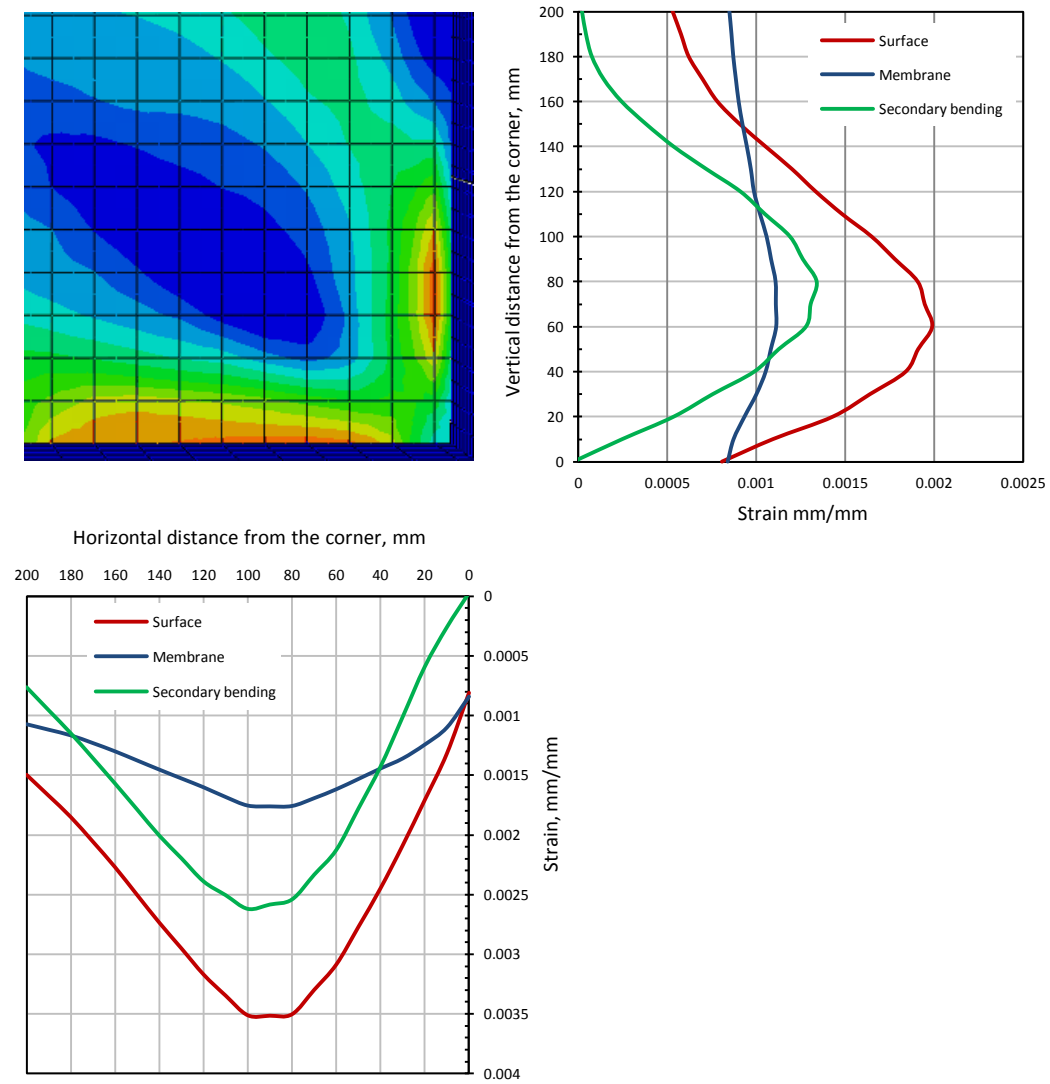 200
180
160
140
120
100
80
60
40
20
0
Vertical distance from the corner, mm
Surface
Membrane
Secondary bending
0 0.0005 0.001 0.0015 0.002 0.0025
Strain mm/mm
Horizontal distance from the corner, mm
200 180 160 140 120 100 80 60 40 20 0
Surface
Membrane
Secondary bending
0
0.0005
0.001
0.0015
0.002
0.0025
0.003
0.0035
0.004
Strain, mm/mm